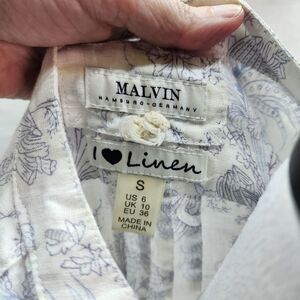 MALVIN
HAMBURG-GERMANY
I ♥ Linen
S
US 6
UK 10
EU 36
MADE IN
CHINA